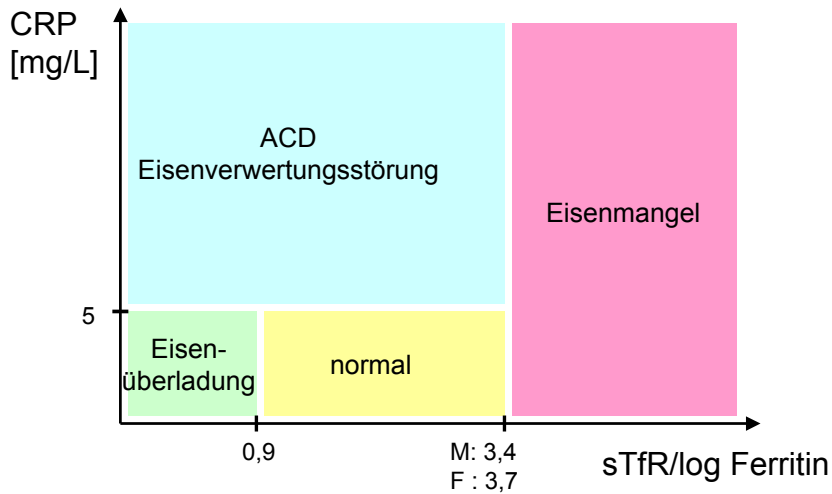 CRP
[mg/L]
ACD
Eisenverwertungsstörung
Eisenmangel
5
Eisen-
überladung
normal
0,9
M: 3,4
F : 3,7
sTfR/log Ferritin